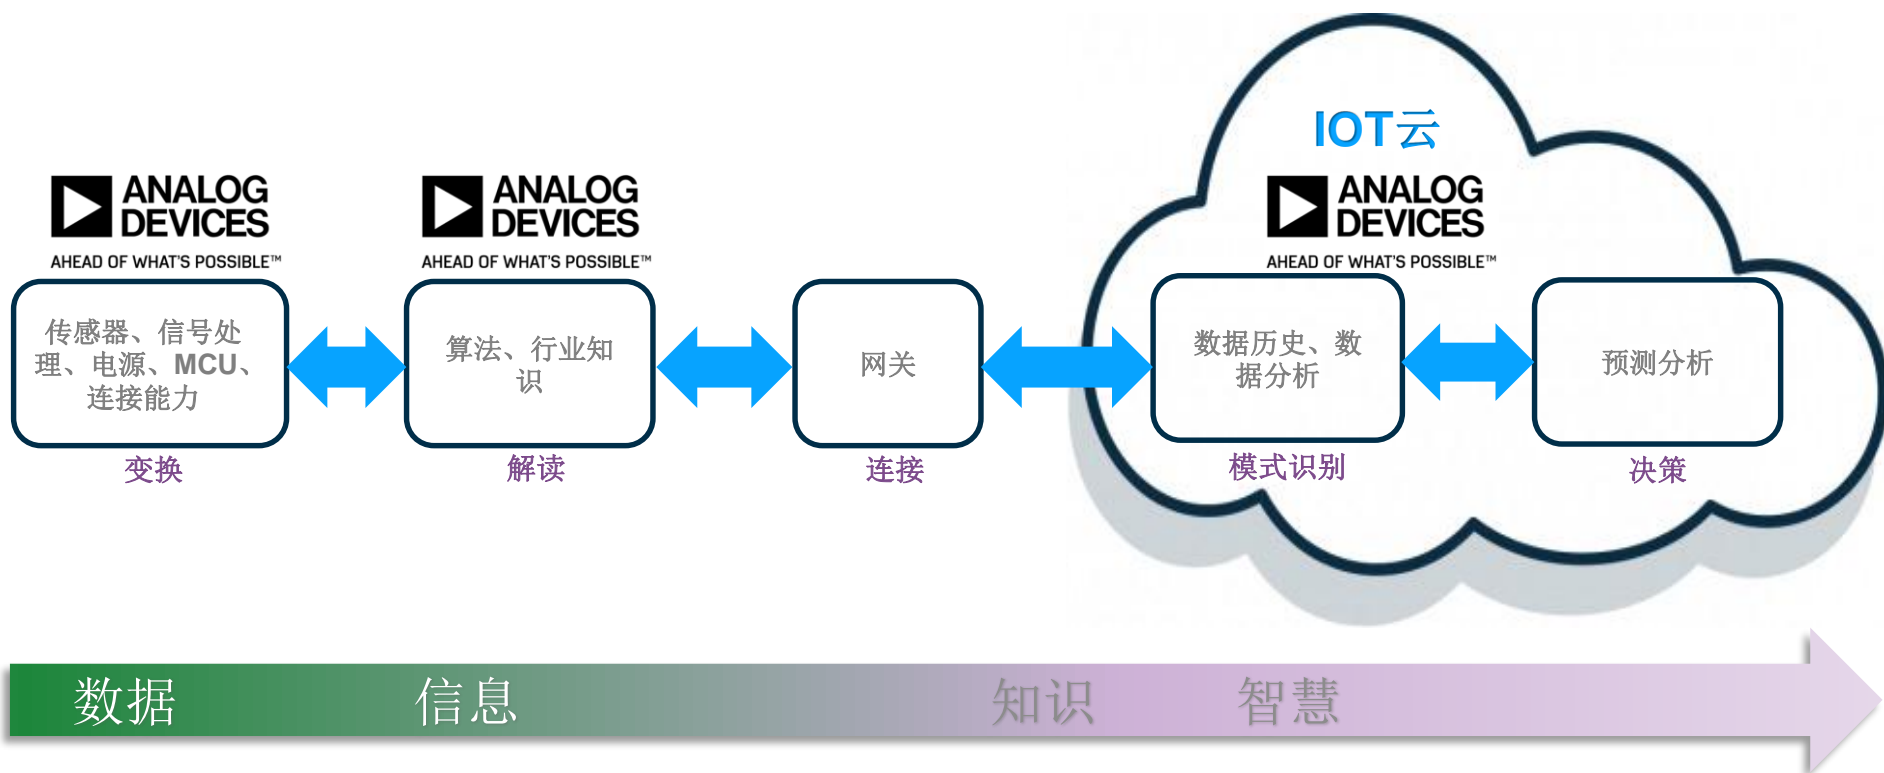 IOT云
ANALOG
DEVICES
AHEAD OF WHAT'S POSSIBLE™
ANALOG
DEVICES
AHEAD OF WHAT'S POSSIBLE™
ANALOG
DEVICES
AHEAD OF WHAT'S POSSIBLE™
传感器、信号处
理、电源、MCU、
连接能力
变换
算法、行业知
识
解读
网关
连接
数据历史、数
据分析
模式识别
预测分析
决策
数据
信息
知识
智慧